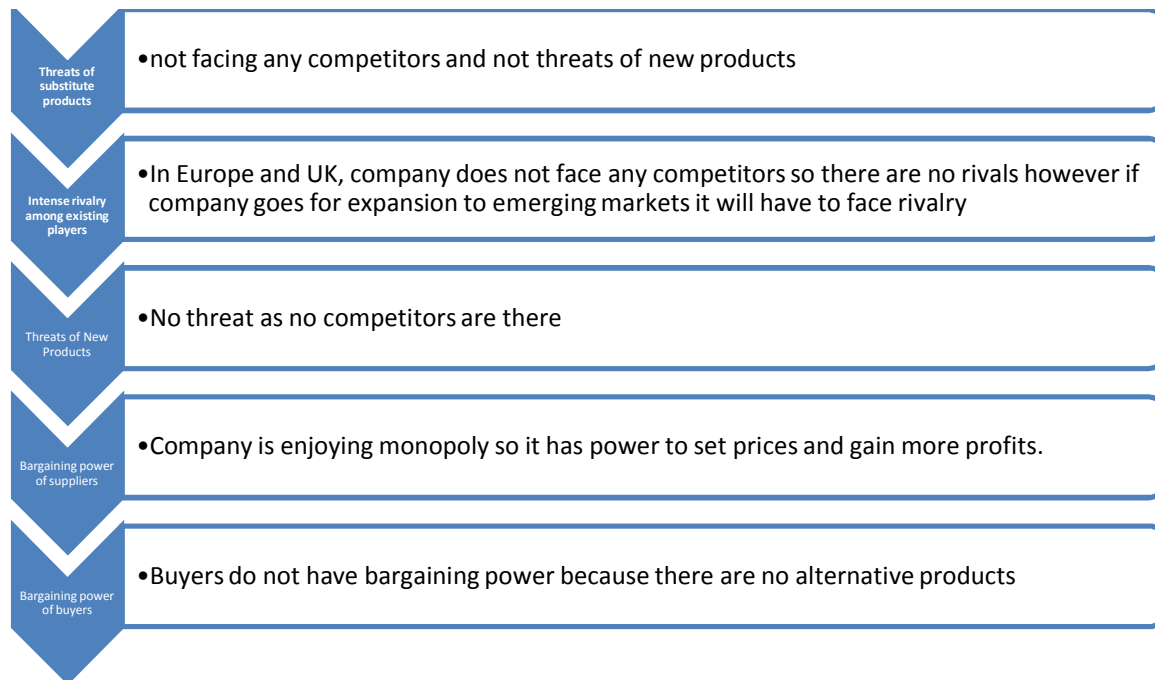 Threats of
substitute
products
•not facing any competitors and not threats of new products
Intense rivalry
among existing
players
•In Europe and UK, company does not face any competitors so there are no rivals however if
company goes for expansion to emerging markets it will have to face rivalry
Threats of New
Products
•No threat as no competitors are there
Bargaining power
of suppliers
•Company is enjoying monopoly so it has power to set prices and gain more profits.
Bargaining power
of buyers
•Buyers do not have bargaining power because there are no alternative products